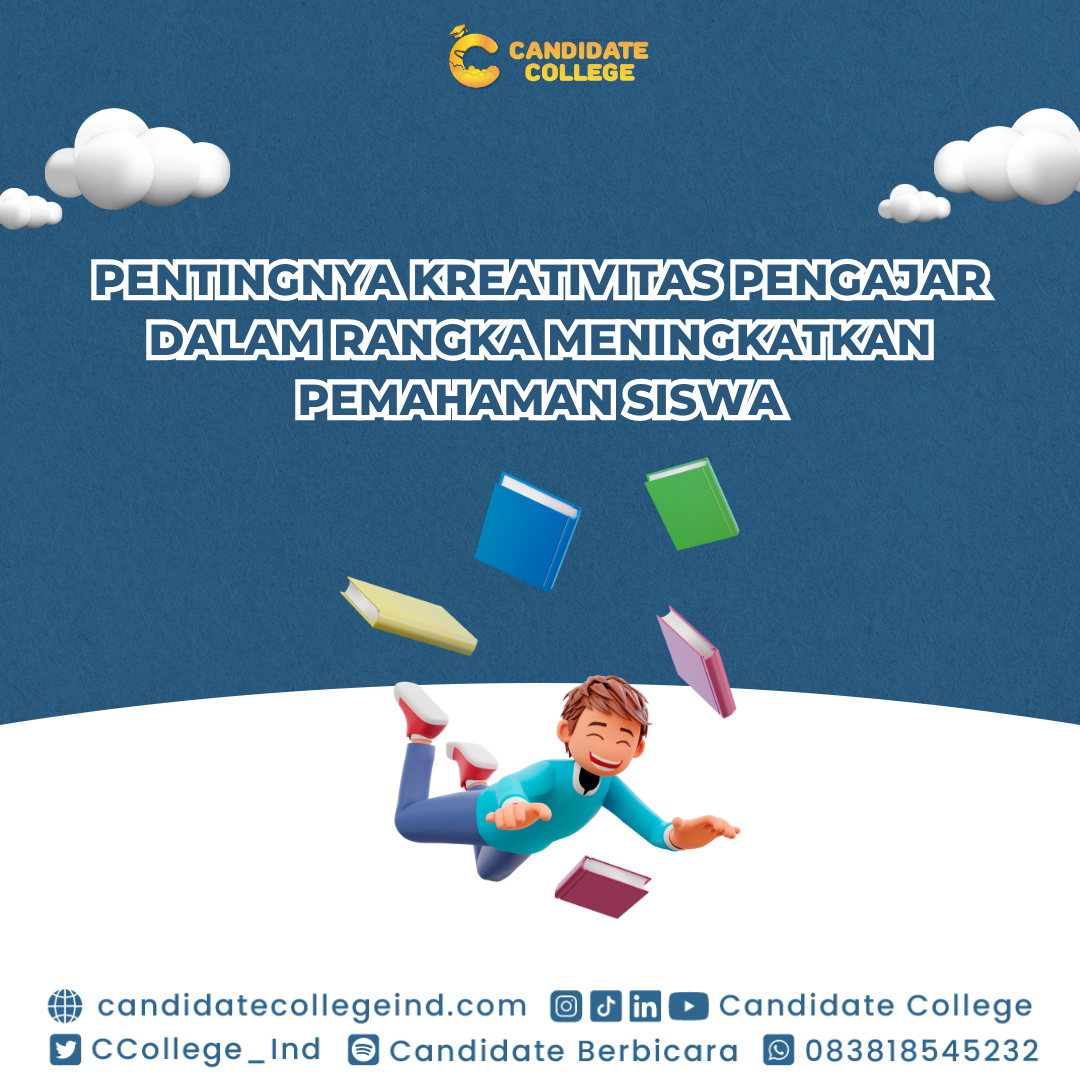 CANDIDATE
COLLEGE
PENTINGNYA KREATIVITAS PENGAJAR
DALAM RANGKA MENINGKATKAN
PEMAHAMAN SISWA
candidatecollegeind.com Candidate College
CCollege_Ind Candidate Berbicara 083818545232